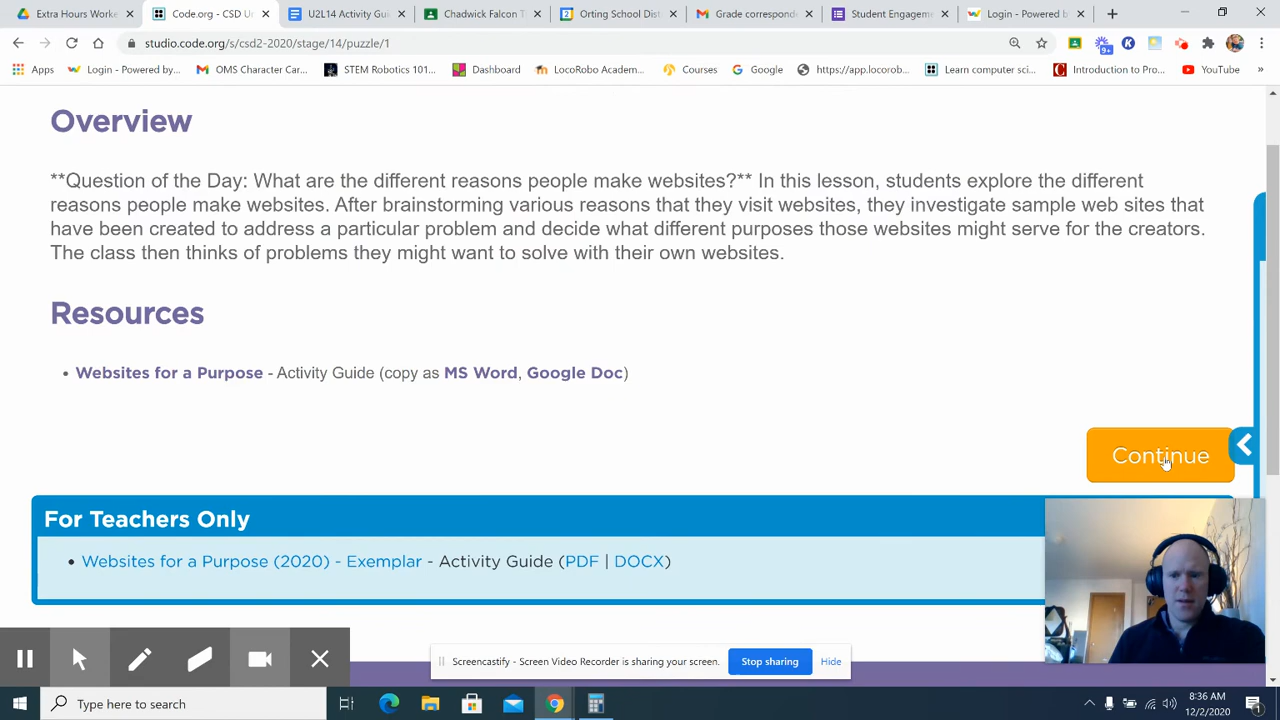 Extra Hours Worke
Code.org - CSD U
U2L14 Activity Gui
Chadwick Falcon T
Orting School Dist
Grade correspond
Student Engagem
Login - Powered by
studio.code.org/s/csd2-2020/stage/14/puzzle/1
9+
Apps
Login - Powered by...
OMS Character Car...
STEM Robotics 101...
Dashboard
LocoRobo Academ...
Courses
Google
https://app.locorob...
Learn computer sci...
Introduction to Pro...
YouTube
»
Overview
**Question of the Day: What are the different reasons people make websites?** In this lesson, students explore the different
reasons people make websites. After brainstorming various reasons that they visit websites, they investigate sample web sites that
have been created to address a particular problem and decide what different purposes those websites might serve for the creators.
The class then thinks of problems they might want to solve with their own websites.
Resources
• Websites for a Purpose - Activity Guide (copy as MS Word, Google Doc)
Continue
For Teachers Only
• Websites for a Purpose (2020) - Exemplar - Activity Guide (PDF | DOCX)
Screencastify - Screen Video Recorder is sharing your screen.
Stop sharing
Hide
Type here to search
8:36 AM
12/2/2020
1